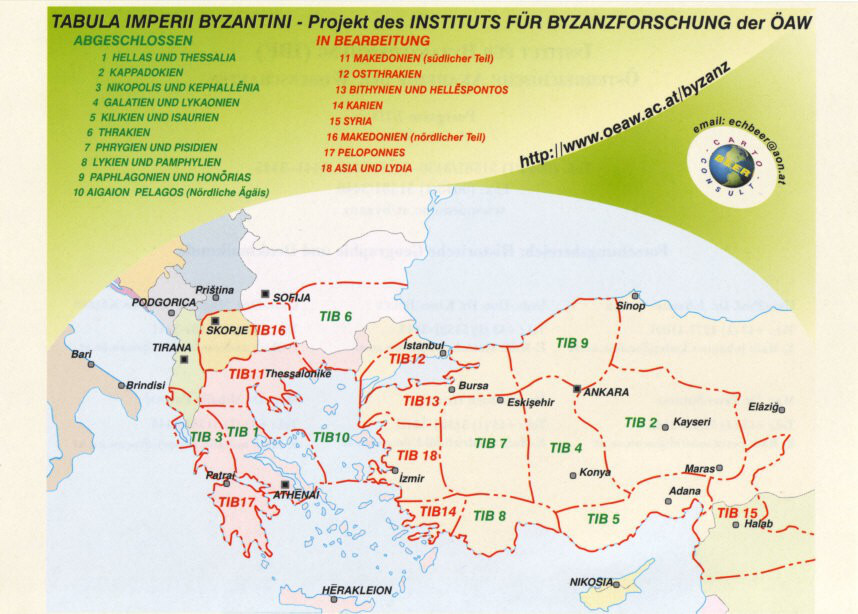 TABULA IMPERII BYZANTINI - Projekt des INSTITUTS FÜR BYZANZFORSCHUNG der ÖAW
ABGESCHLOSSEN
1 HELLAS UND THESSALIA
2 KAPPADOKIEN
3 NIKOPOLIS UND KEPHALLĒNIA
4 GALATIEN UND LYKAONIEN
5 KILIKIEN UND ISAURIEN
6 THRAKIEN
7 PHRYGIEN UND PISIDIEN
8 LYKIEN UND PAMPHYLIEN
9 PAPHLAGONIEN UND HONŌRIAS
10 AIGAION PELAGOS (Nördliche Ägäis)
IN BEARBEITUNG
11 MAKEDONIEN (südlicher Teil)
12 OSTTHRAKIEN
13 BITHYNIEN UND HELLĒSPONTOS
14 KARIEN
15 SYRIA
16 MAKEDONIEN (nördlicher Teil)
17 PELOPONNES
18 ASIA UND LYDIA
http://www.oeaw.ac.at/byzanz
email: echbeer@aon.at
CARTO
BEER
CONSULT
Priština
PODGORICA
SOFIJA
SKOPJE
TIB16
TIB 6
Sinop
TIRANA
Bari
Brindisi
İstanbul
TIB12
TIB 9
TIB11
Thessalonike
TIB13
Bursa
Eskişehir
ANKARA
Elâziğ
TIB 3
TIB 1
TIB10
TIB 18
TIB 7
TIB 4
TIB 2
Kayseri
Patrai
ATHĒNAI
İzmir
Konya
Maras
Adana
TIB17
TIB14
TIB 8
TIB 5
TIB 15
Halab
HĒRAKLEION
NIKOSIA